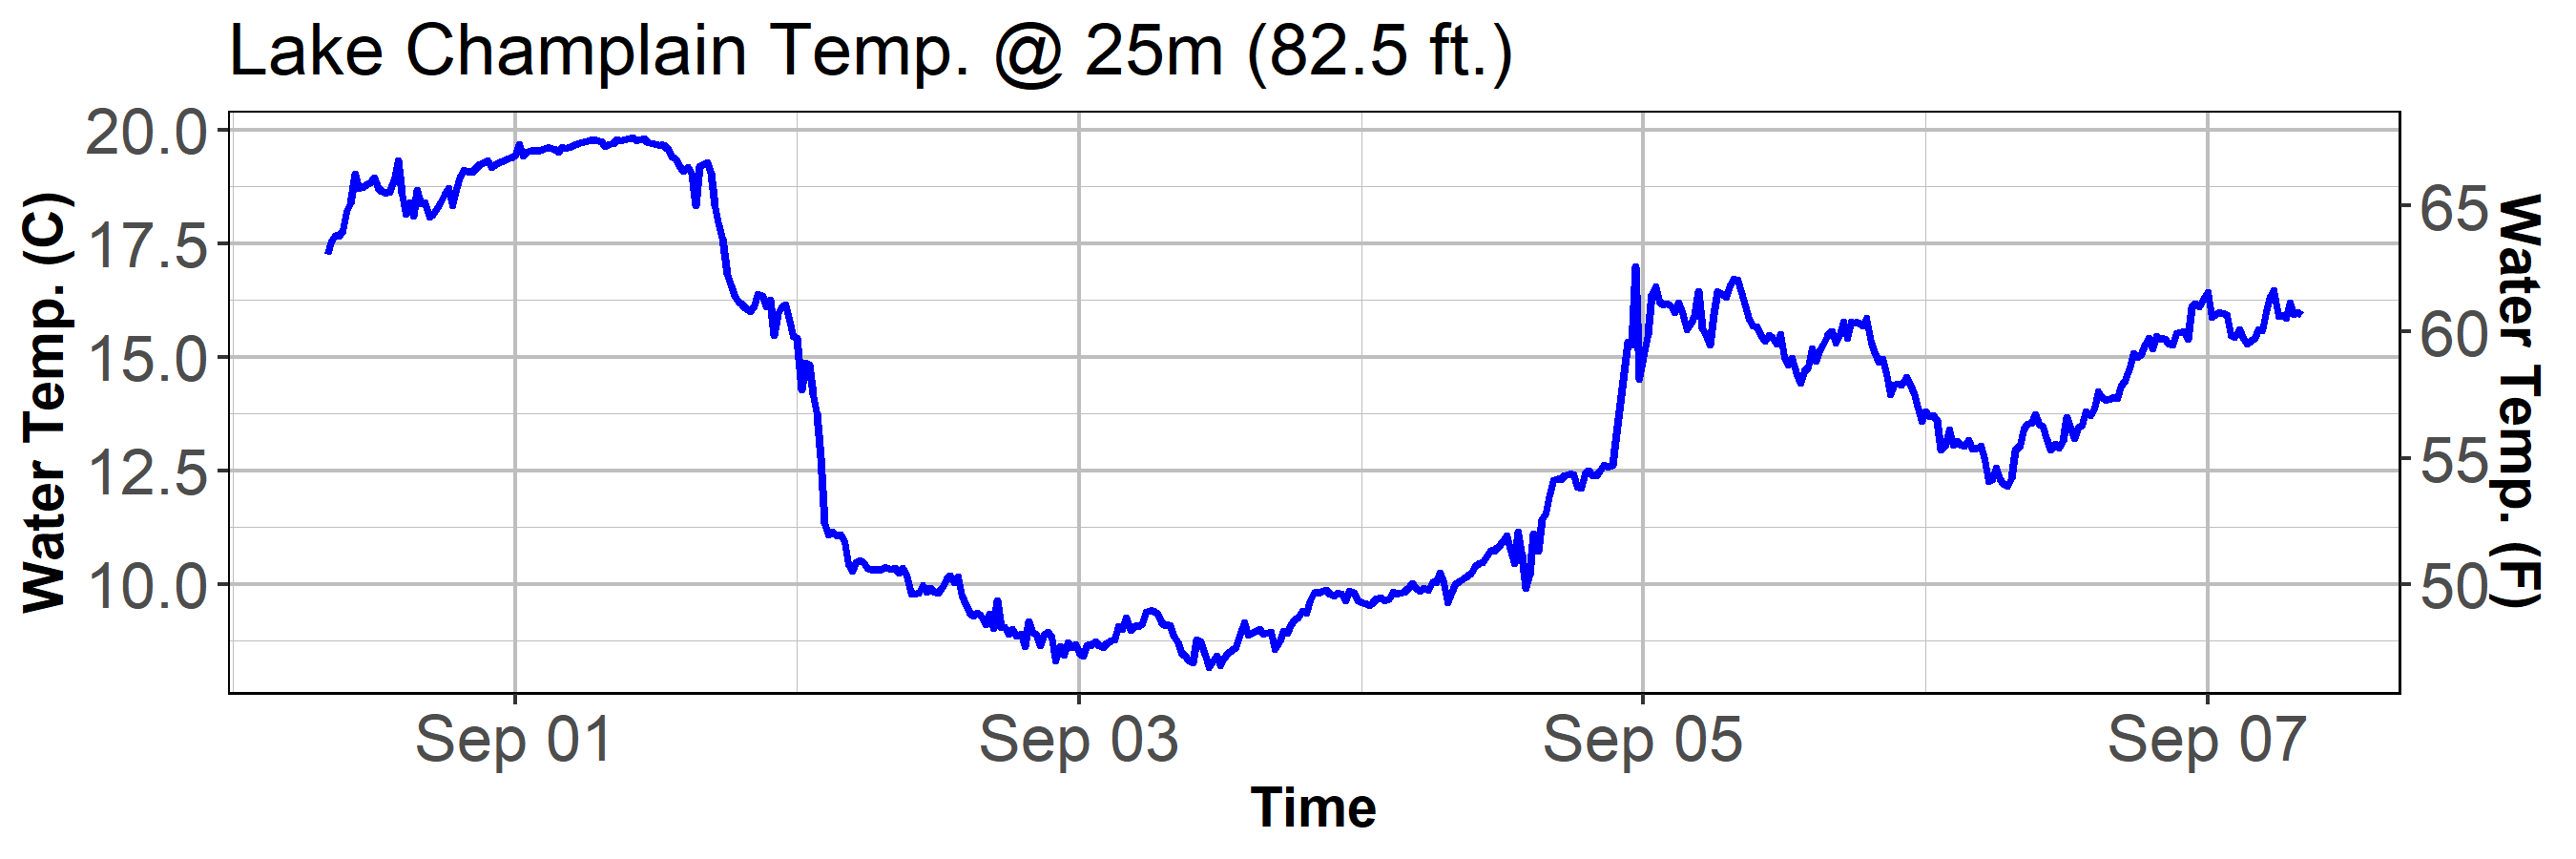 Lake Champlain Temp. @ 25m (82.5 ft.)
Water Temp. (C)
20.0
17.5
15.0
12.5
10.0
65
60
55
50
Water Temp. (F)
Sep 01
Sep 03
Sep 05
Sep 07
Time